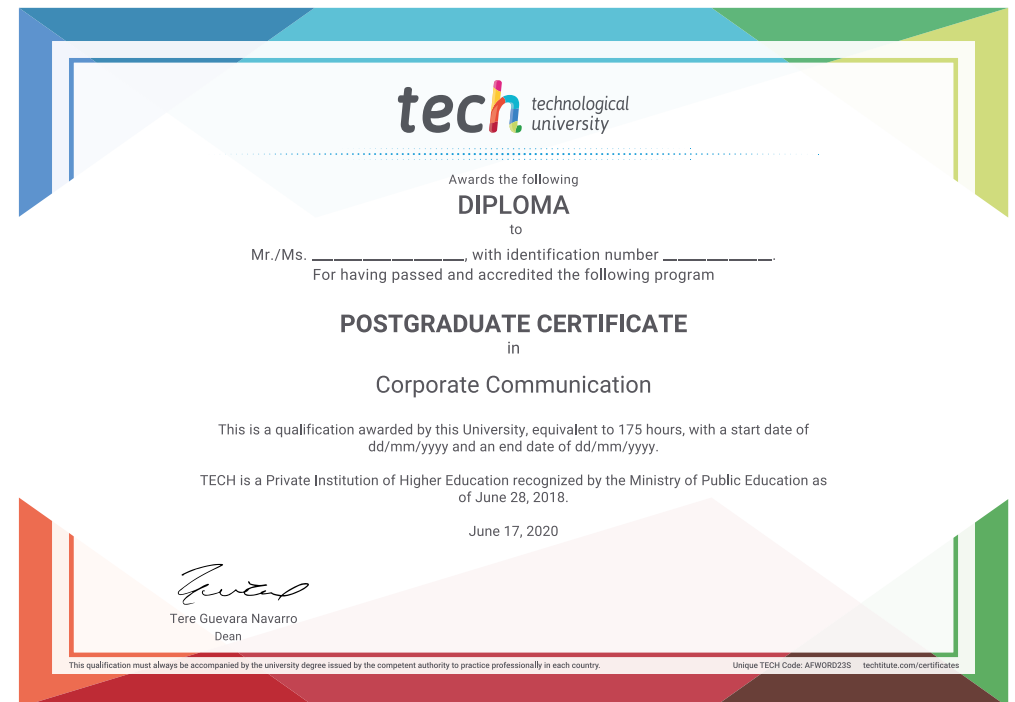 tech technological
university
Awards the following
DIPLOMA
to
Mr./Ms. _____________, with identification number _____________.
For having passed and accredited the following program
POSTGRADUATE CERTIFICATE
in
Corporate Communication
This is a qualification awarded by this University, equivalent to 175 hours, with a start date of
dd/mm/yyyy and an end date of dd/mm/yyyy.
TECH is a Private Institution of Higher Education recognized by the Ministry of Public Education as
of June 28, 2018.
June 17, 2020
Tere Guevara Navarro
Dean
This qualification must always be accompanied by the university degree issued by the competent authority to practice professionally in each country.
Unique TECH Code: AFWORD23S techtitute.com/certificates